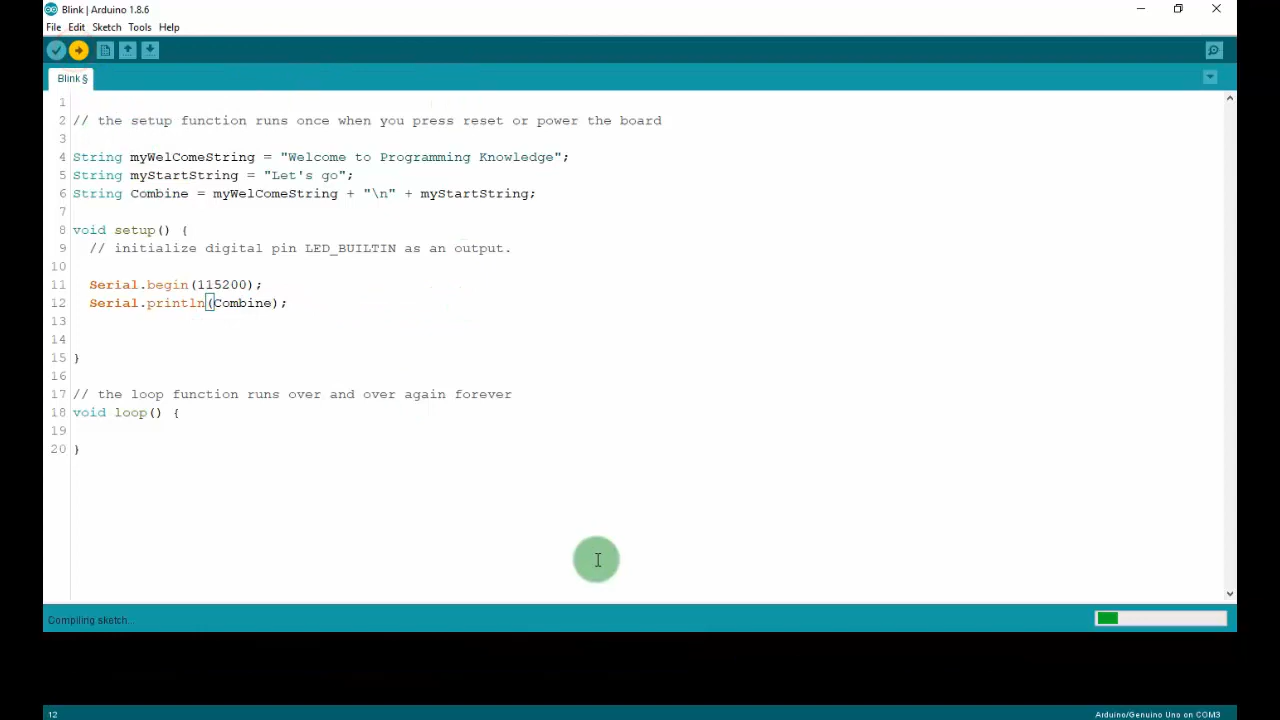 Blink | Arduino 1.8.6
File Edit Sketch Tools Help
Blink §
1
2 // the setup function runs once when you press reset or power the board
3
4 String myWelComeString = "Welcome to Programming Knowledge";
5 String myStartString = "Let's go";
6 String Combine = myWelComeString + "\n" + myStartString;
7
8 void setup() {
9 // initialize digital pin LED_BUILTIN as an output.
10
11 Serial.begin(115200);
12 Serial.println(Combine);
13
14
15 }
16
17 // the loop function runs over and over again forever
18 void loop() {
19
20 }
Compiling sketch...
12
Arduino/Genuino Uno on COM3